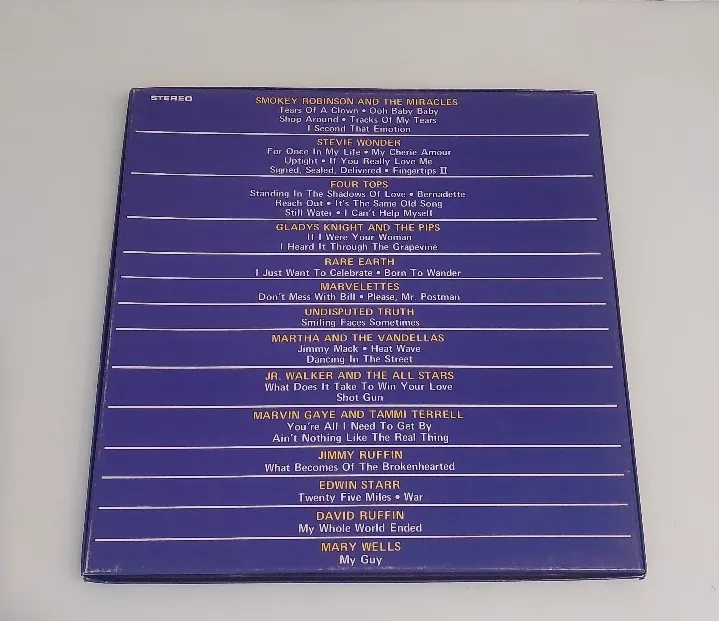 STEREO
SMOKEY ROBINSON AND THE MIRACLES
Tears Of A Clown • Ooh Baby Baby
Shop Around • Tracks Of My Tears
I Second That Emotion
STEVIE WONDER
For Once In My Life • My Cherie Amour
Uptight • If You Really Love Me
Signed, Sealed, Delivered • Fingertips II
FOUR TOPS
Standing In The Shadows Of Love • Bernadette
Reach Out • It's The Same Old Song
Still Water • I Can't Help Myself
GLADYS KNIGHT AND THE PIPS
If I Were Your Woman
I Heard It Through The Grapevine
RARE EARTH
I Just Want To Celebrate • Born To Wander
MARVELETTES
Don't Mess With Bill • Please, Mr. Postman
UNDISPUTED TRUTH
Smiling Faces Sometimes
MARTHA AND THE VANDELLAS
Jimmy Mack • Heat Wave
Dancing In The Street
JR. WALKER AND THE ALL STARS
What Does It Take To Win Your Love
Shot Gun
MARVIN GAYE AND TAMMI TERRELL
You're All I Need To Get By
Ain't Nothing Like The Real Thing
JIMMY RUFFIN
What Becomes Of The Brokenhearted
EDWIN STARR
Twenty Five Miles • War
DAVID RUFFIN
My Whole World Ended
MARY WELLS
My Guy